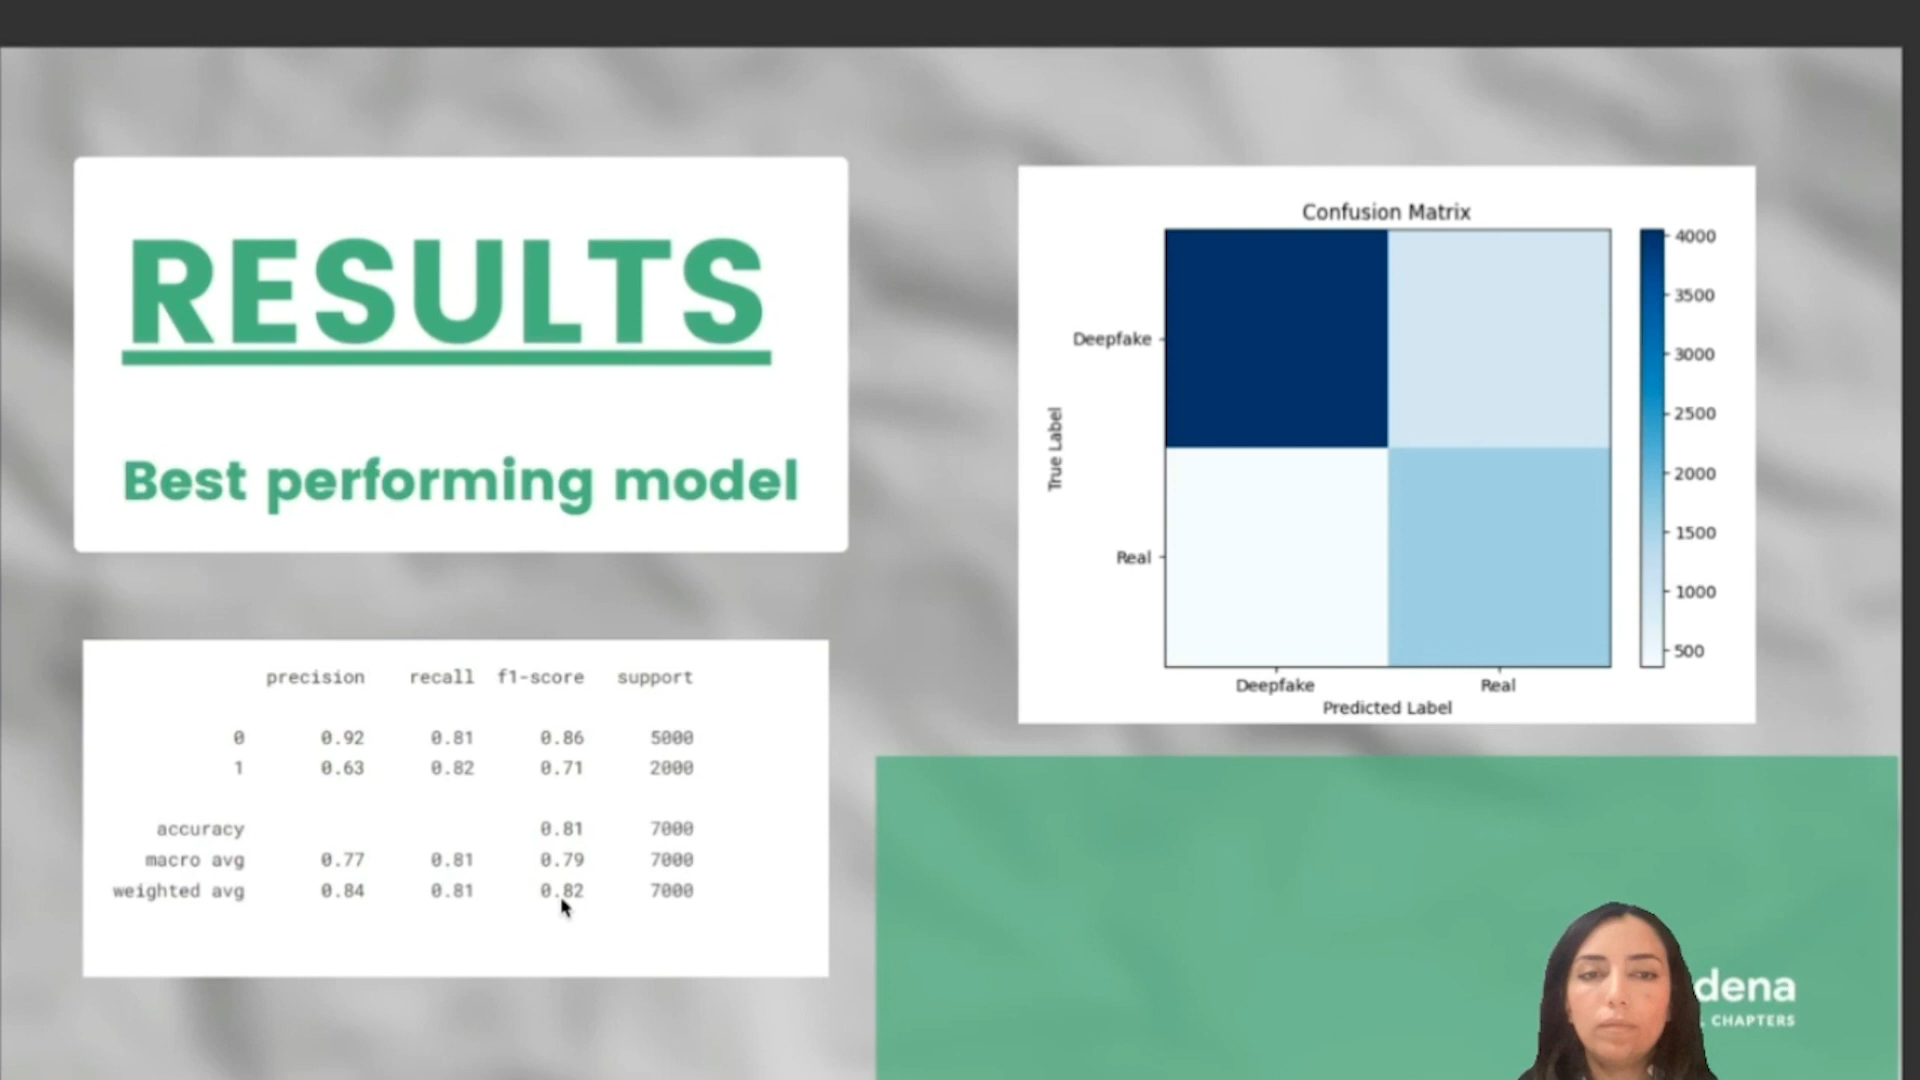 RESULTS
Best performing model
precision recall f1-score support
0 0.92 0.81 0.86 5000
1 0.63 0.82 0.71 2000
accuracy 0.81 7000
macro avg 0.77 0.81 0.79 7000
weighted avg 0.84 0.81 0.82 7000
Confusion Matrix
True Label
Deepfake
Real
Deepfake Real
Predicted Label
4000
3500
3000
2500
2000
1500
1000
500
dena
CHAPTERS